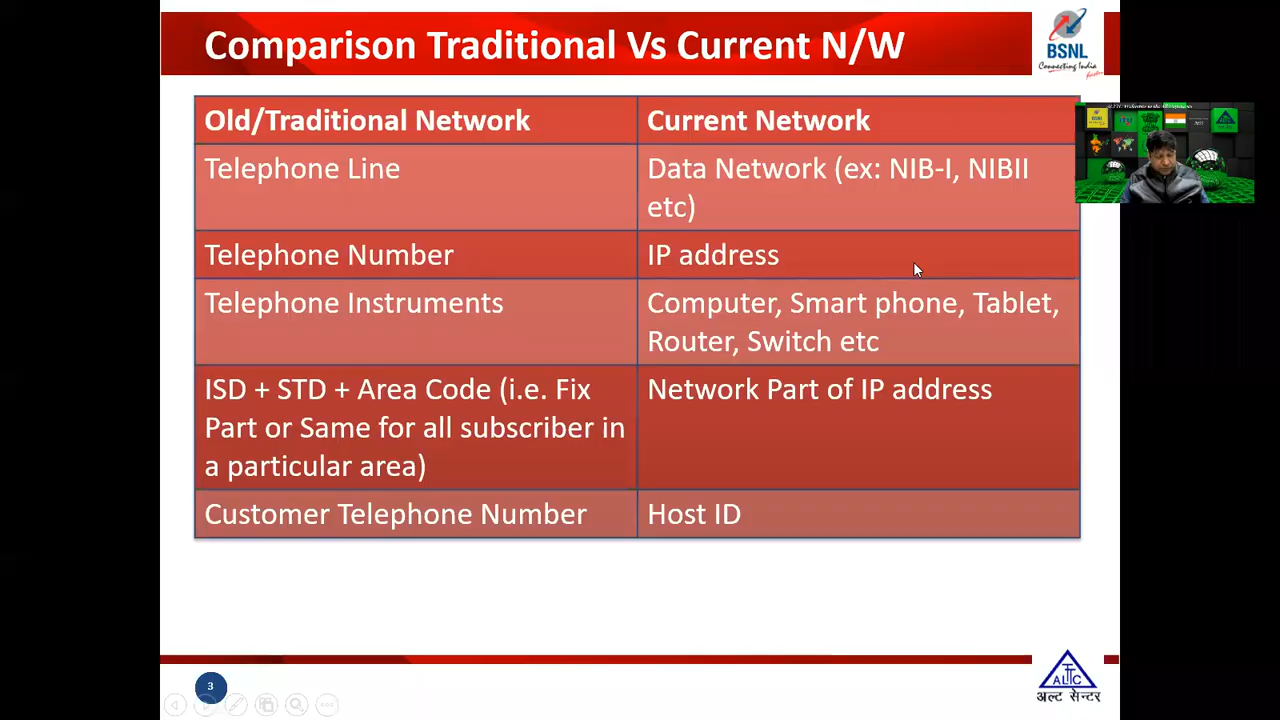 Comparison Traditional Vs Current N/W
BSNL
Connecting India
faster
Old/Traditional Network
Current Network
Telephone Line
Data Network (ex: NIB-I, NIBII
etc)
Telephone Number
IP address
Telephone Instruments
Computer, Smart phone, Tablet,
Router, Switch etc
ISD + STD + Area Code (i.e. Fix
Part or Same for all subscriber in
a particular area)
Network Part of IP address
Customer Telephone Number
Host ID
3
ALTTC
अल्ट सेन्टर